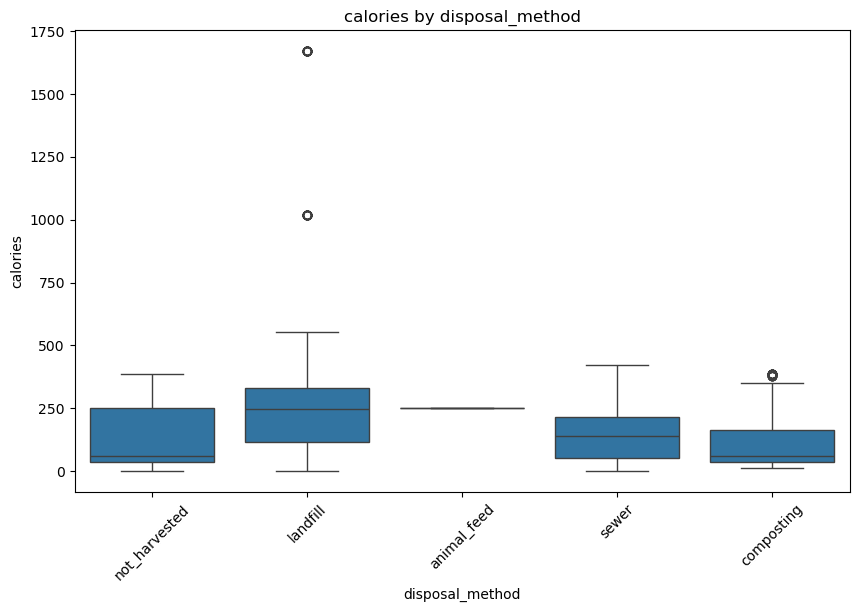 calories by disposal_method
1750
1500
1250
1000
750
500
250
0
calories
not_harvested
landfill
animal_feed
sewer
composting
disposal_method